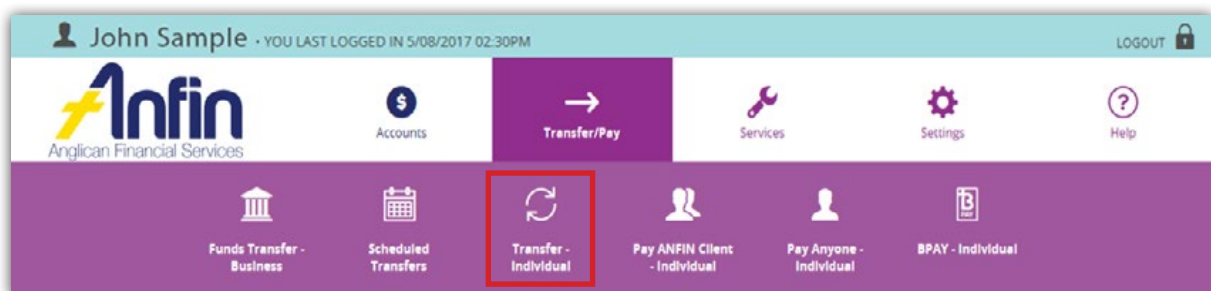 John Sample • YOU LAST LOGGED IN 5/08/2017 02:30PM
LOGOUT
Anfin
Anglican Financial Services
$
Accounts
Transfer/Pay
Services
Settings
?
Help
Funds Transfer -
Business
Scheduled
Transfers
Transfer -
Individual
Pay ANFIN Client
- Individual
Pay Anyone -
Individual
B
PAY
BPAY - Individual